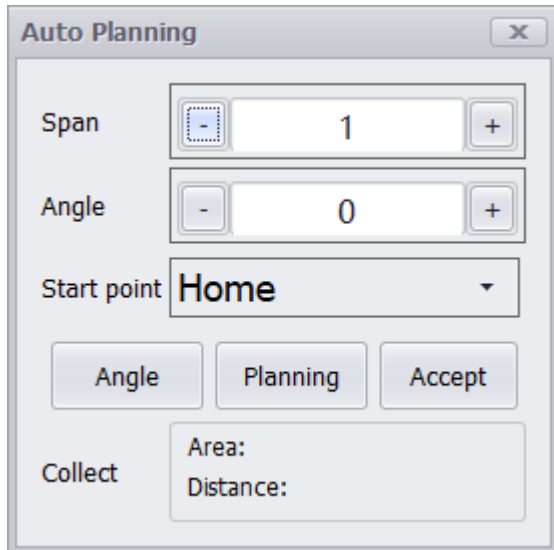 Auto Planning
Span
- 1 +
Angle
- 0 +
Start point Home
Angle Planning Accept
Collect
Area:
Distance: